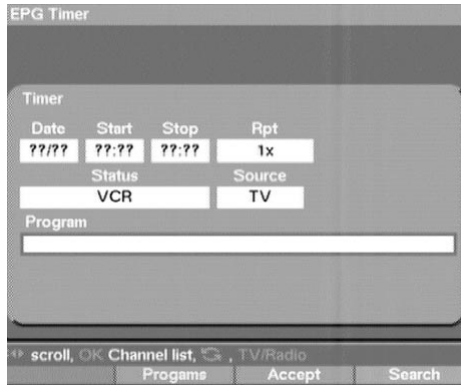 EPG Timer
Timer
Date Start Stop Rpt
??/?? ??:?? ??:?? 1x
Status Source
VCR TV
Program
scroll, OK Channel list, , TV/Radio
Progams Accept Search